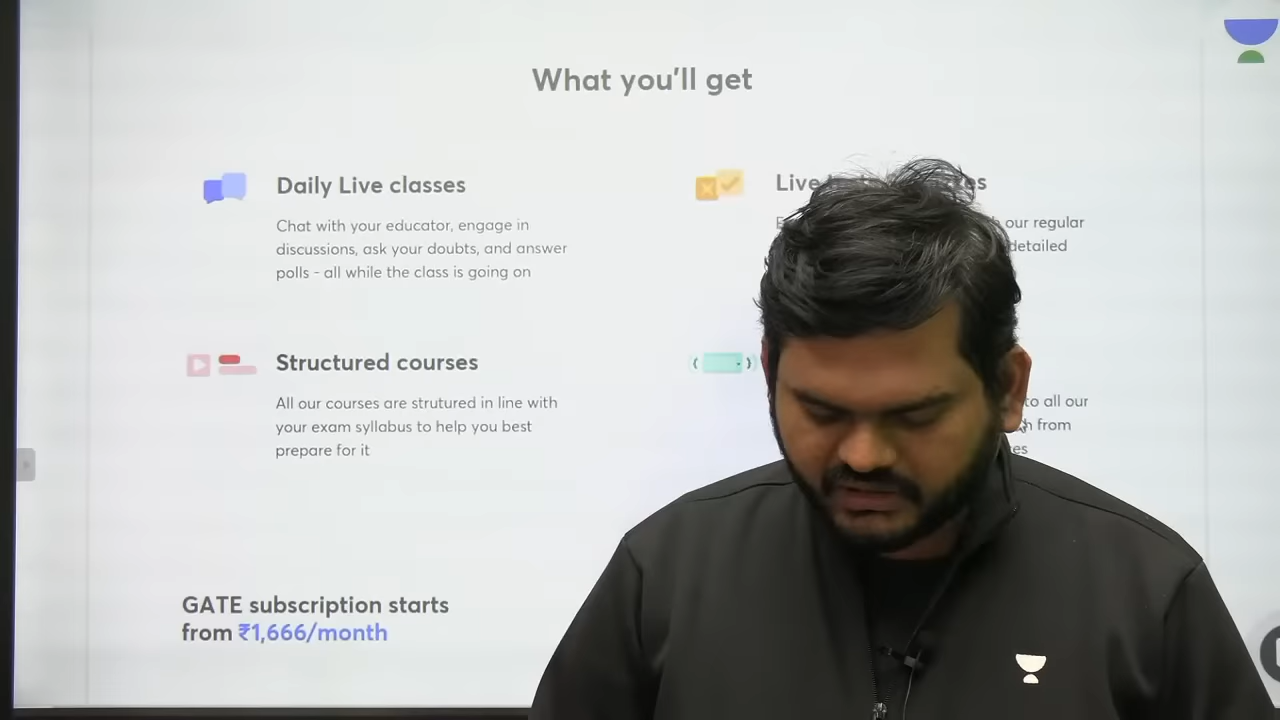 What you'll get
Daily Live classes
Chat with your educator, engage in
discussions, ask your doubts, and answer
polls - all while the class is going on
Live
our regular
detailed
Structured courses
All our courses are strutured in line with
your exam syllabus to help you best
prepare for it
to all our
from
GATE subscription starts
from ₹1,666/month